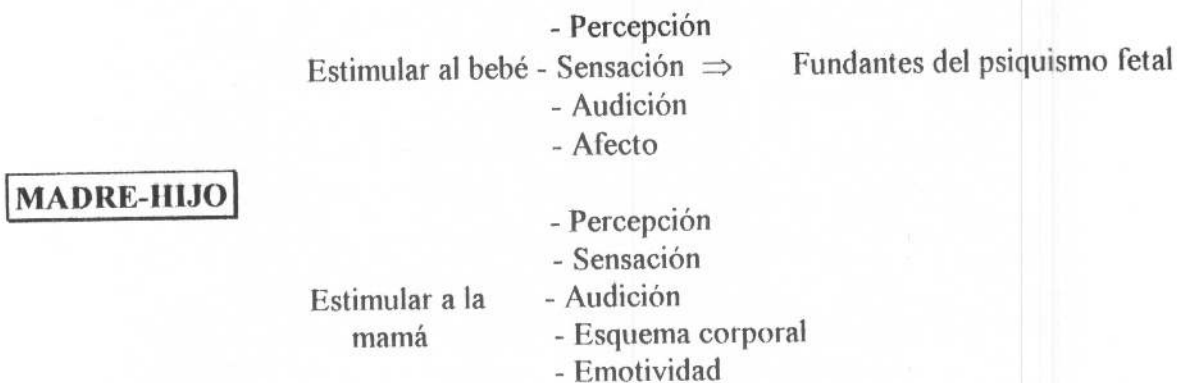 - Percepción
Estimular al bebé - Sensación ⇒ Fundantes del psiquismo fetal
- Audición
- Afecto
MADRE-HIJO
- Percepción
- Sensación
Estimular a la - Audición
mamá - Esquema corporal
- Emotividad